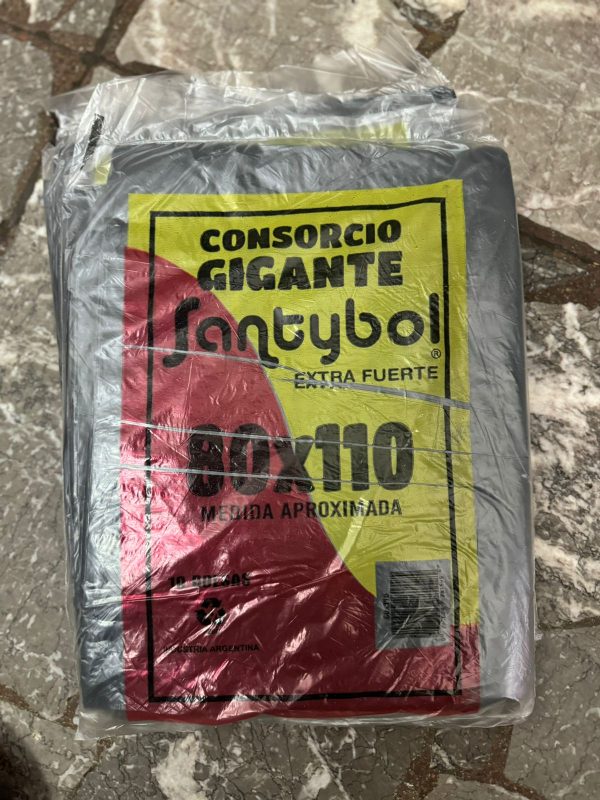 CONSORCIO
GIGANTE
Santybol
®
EXTRA FUERTE
80x110
MEDIDA APROXIMADA
10 BOLSAS
INDUSTRIA ARGENTINA